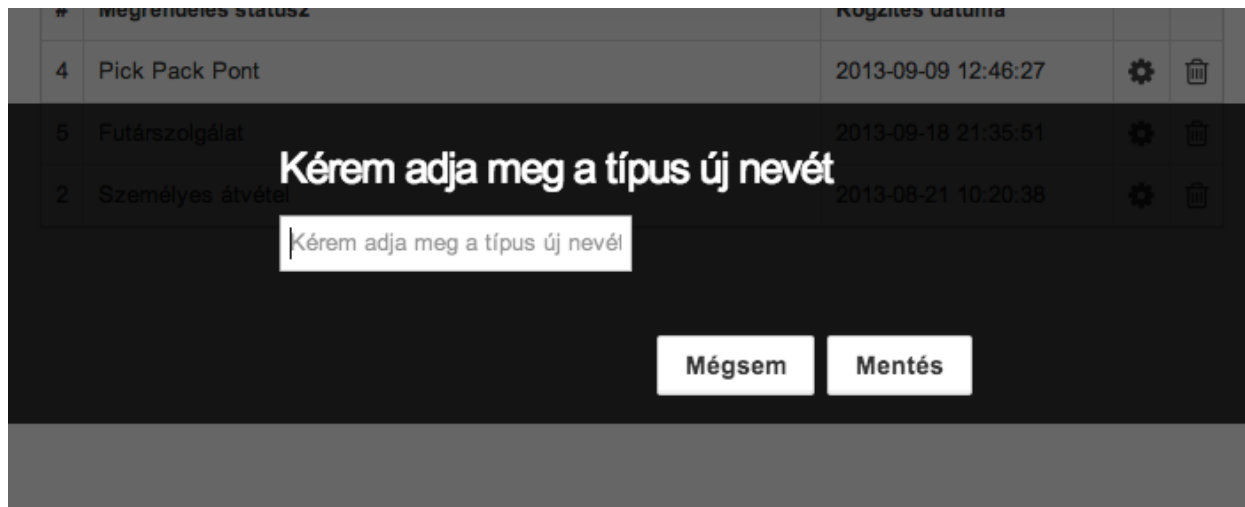 # Megrendelés státusz Rögzítés dátuma
4 Pick Pack Pont 2013-09-09 12:46:27
5 Futárszolgálat 2013-09-18 21:35:51
Kérem adja meg a típus új nevét
2 Személyes átvétel 2013-08-21 10:20:38
Kérem adja meg a típus új nevét
Mégsem Mentés